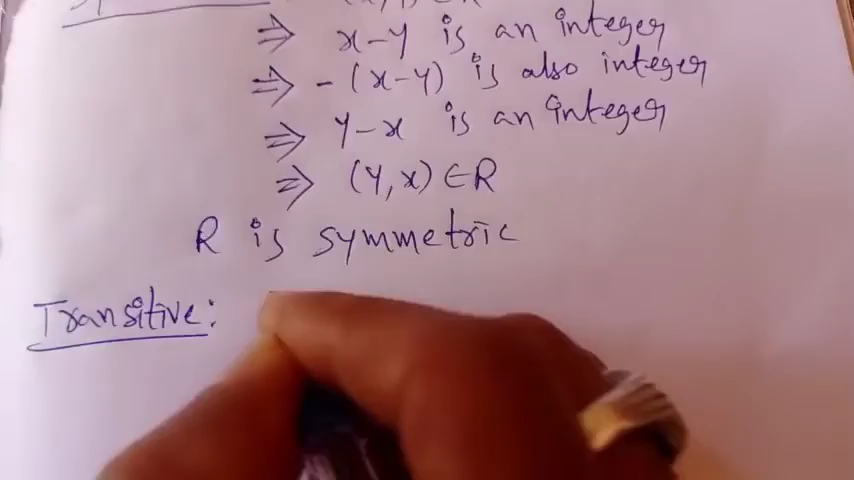 ⇒ x-y is an integer
⇒ -(x-y) is also integer
⇒ y-x is an integer
⇒ (y,x) ∈ R
R is symmetric
Transitive: